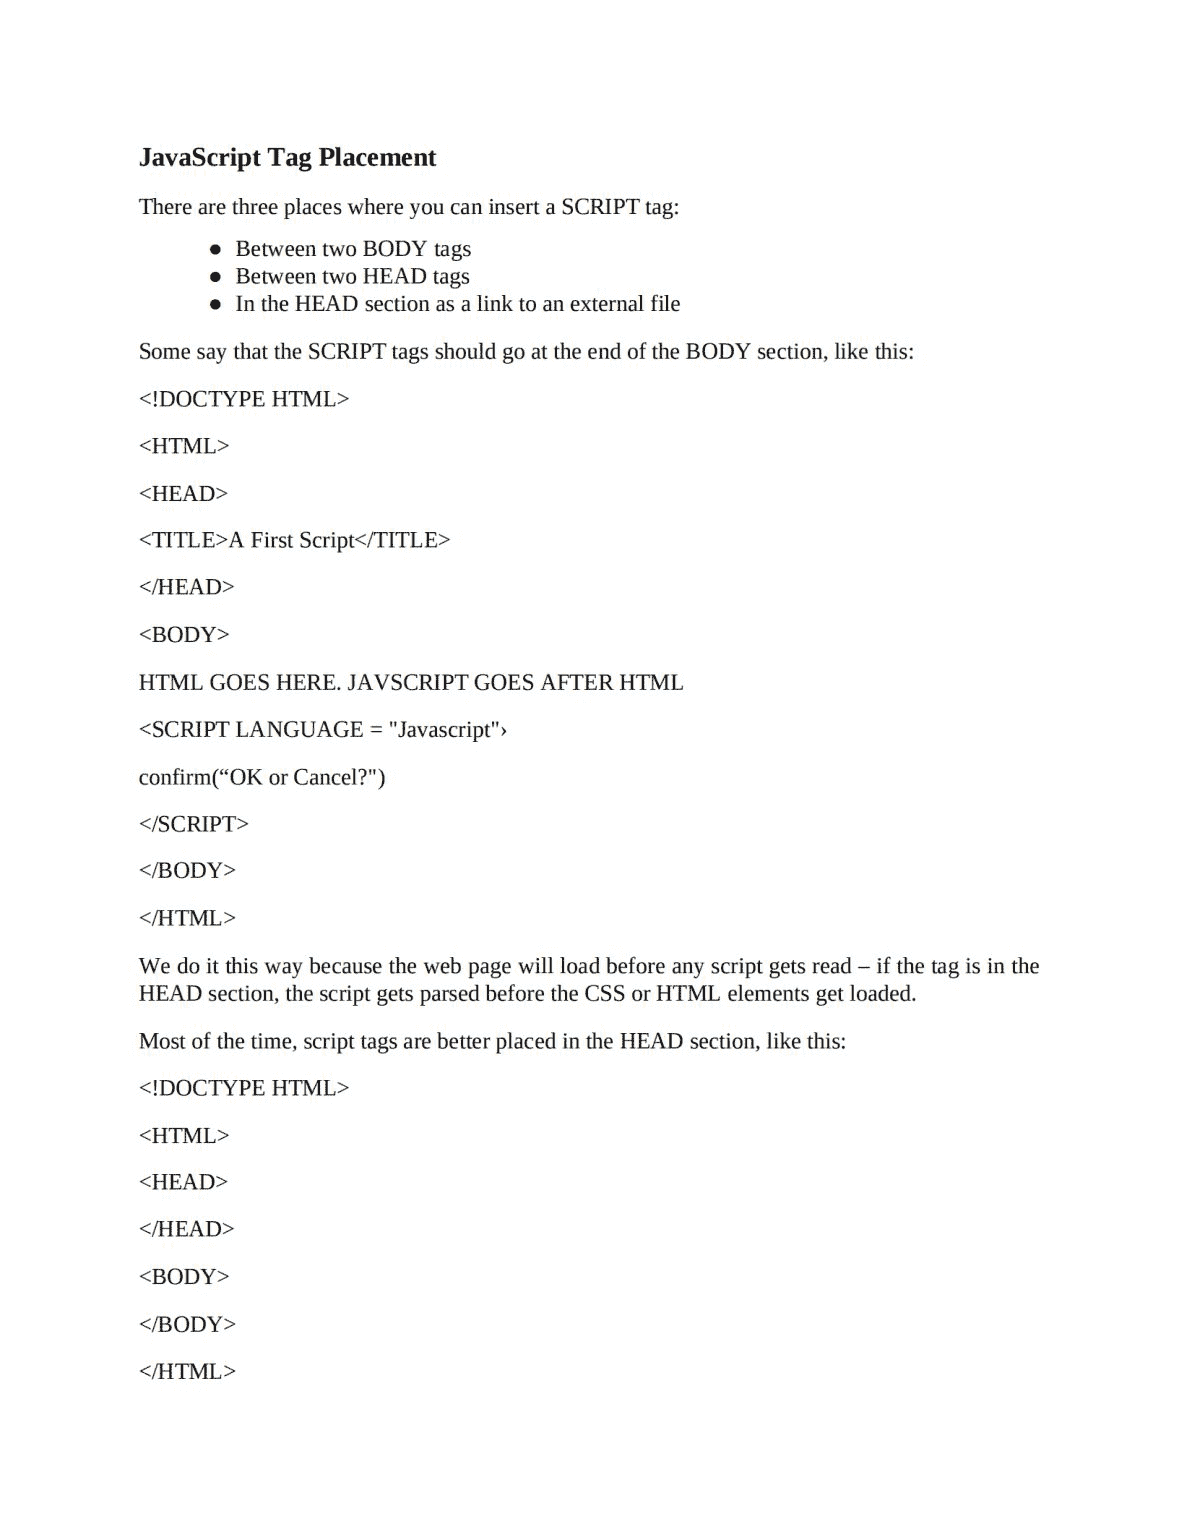 JavaScript Tag Placement
There are three places where you can insert a SCRIPT tag:
● Between two BODY tags
● Between two HEAD tags
● In the HEAD section as a link to an external file
Some say that the SCRIPT tags should go at the end of the BODY section, like this:
<!DOCTYPE HTML>
<HTML>
<HEAD>
<TITLE>A First Script</TITLE>
</HEAD>
<BODY>
HTML GOES HERE. JAVSCRIPT GOES AFTER HTML
<SCRIPT LANGUAGE = "Javascript"›
confirm(“OK or Cancel?")
</SCRIPT>
</BODY>
</HTML>
We do it this way because the web page will load before any script gets read – if the tag is in the
HEAD section, the script gets parsed before the CSS or HTML elements get loaded.
Most of the time, script tags are better placed in the HEAD section, like this:
<!DOCTYPE HTML>
<HTML>
<HEAD>
</HEAD>
<BODY>
</BODY>
</HTML>